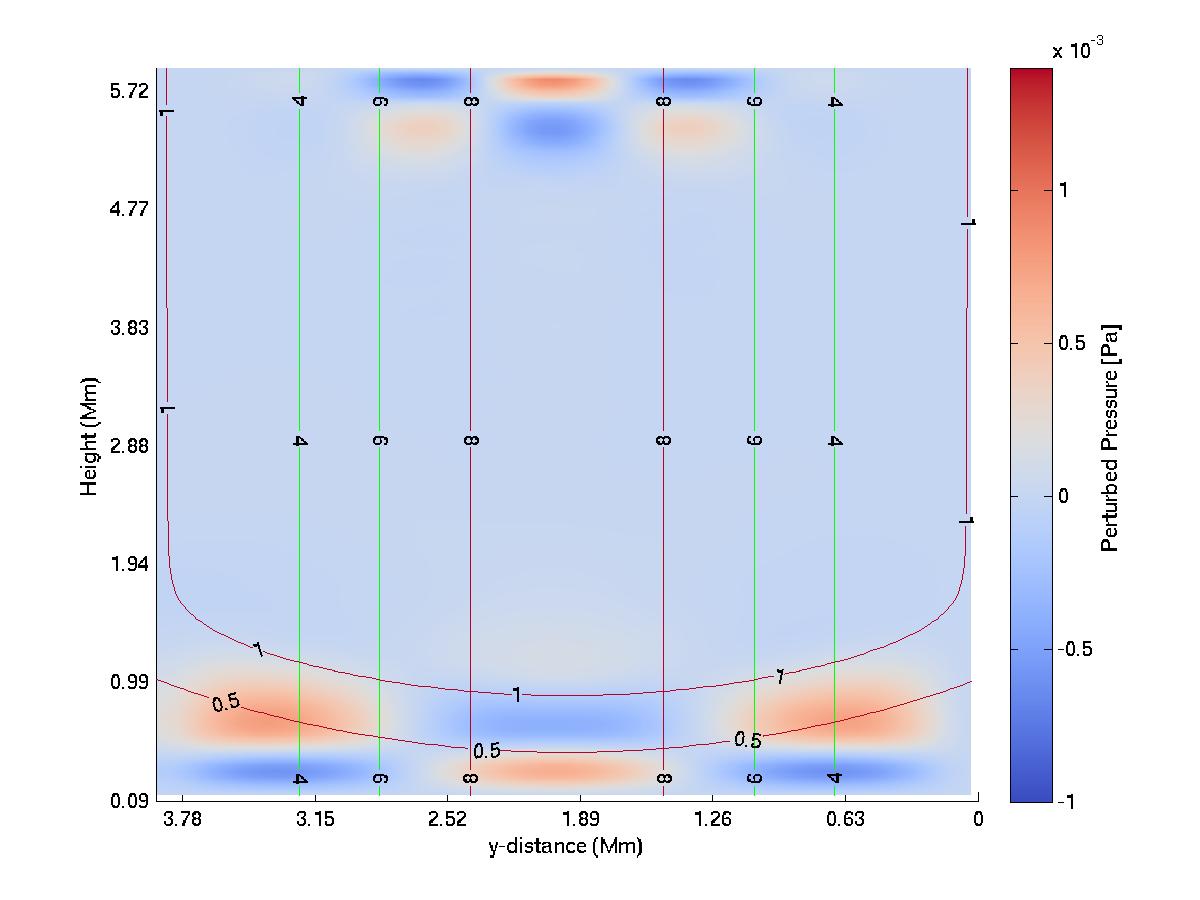 x 10-3
5.72
4.77
3.83
2.88
1.94
0.99
0.09
Height (Mm)
3.78 3.15 2.52 1.89 1.26 0.63 0
y-distance (Mm)
4 6 8 8 6 4
1
1
1
4 6 8 8 6 4
1
1 1 1
0.5 0.5 0.5
4 6 8 8 6 4
1
0.5
0
-0.5
-1
Perturbed Pressure [Pa]